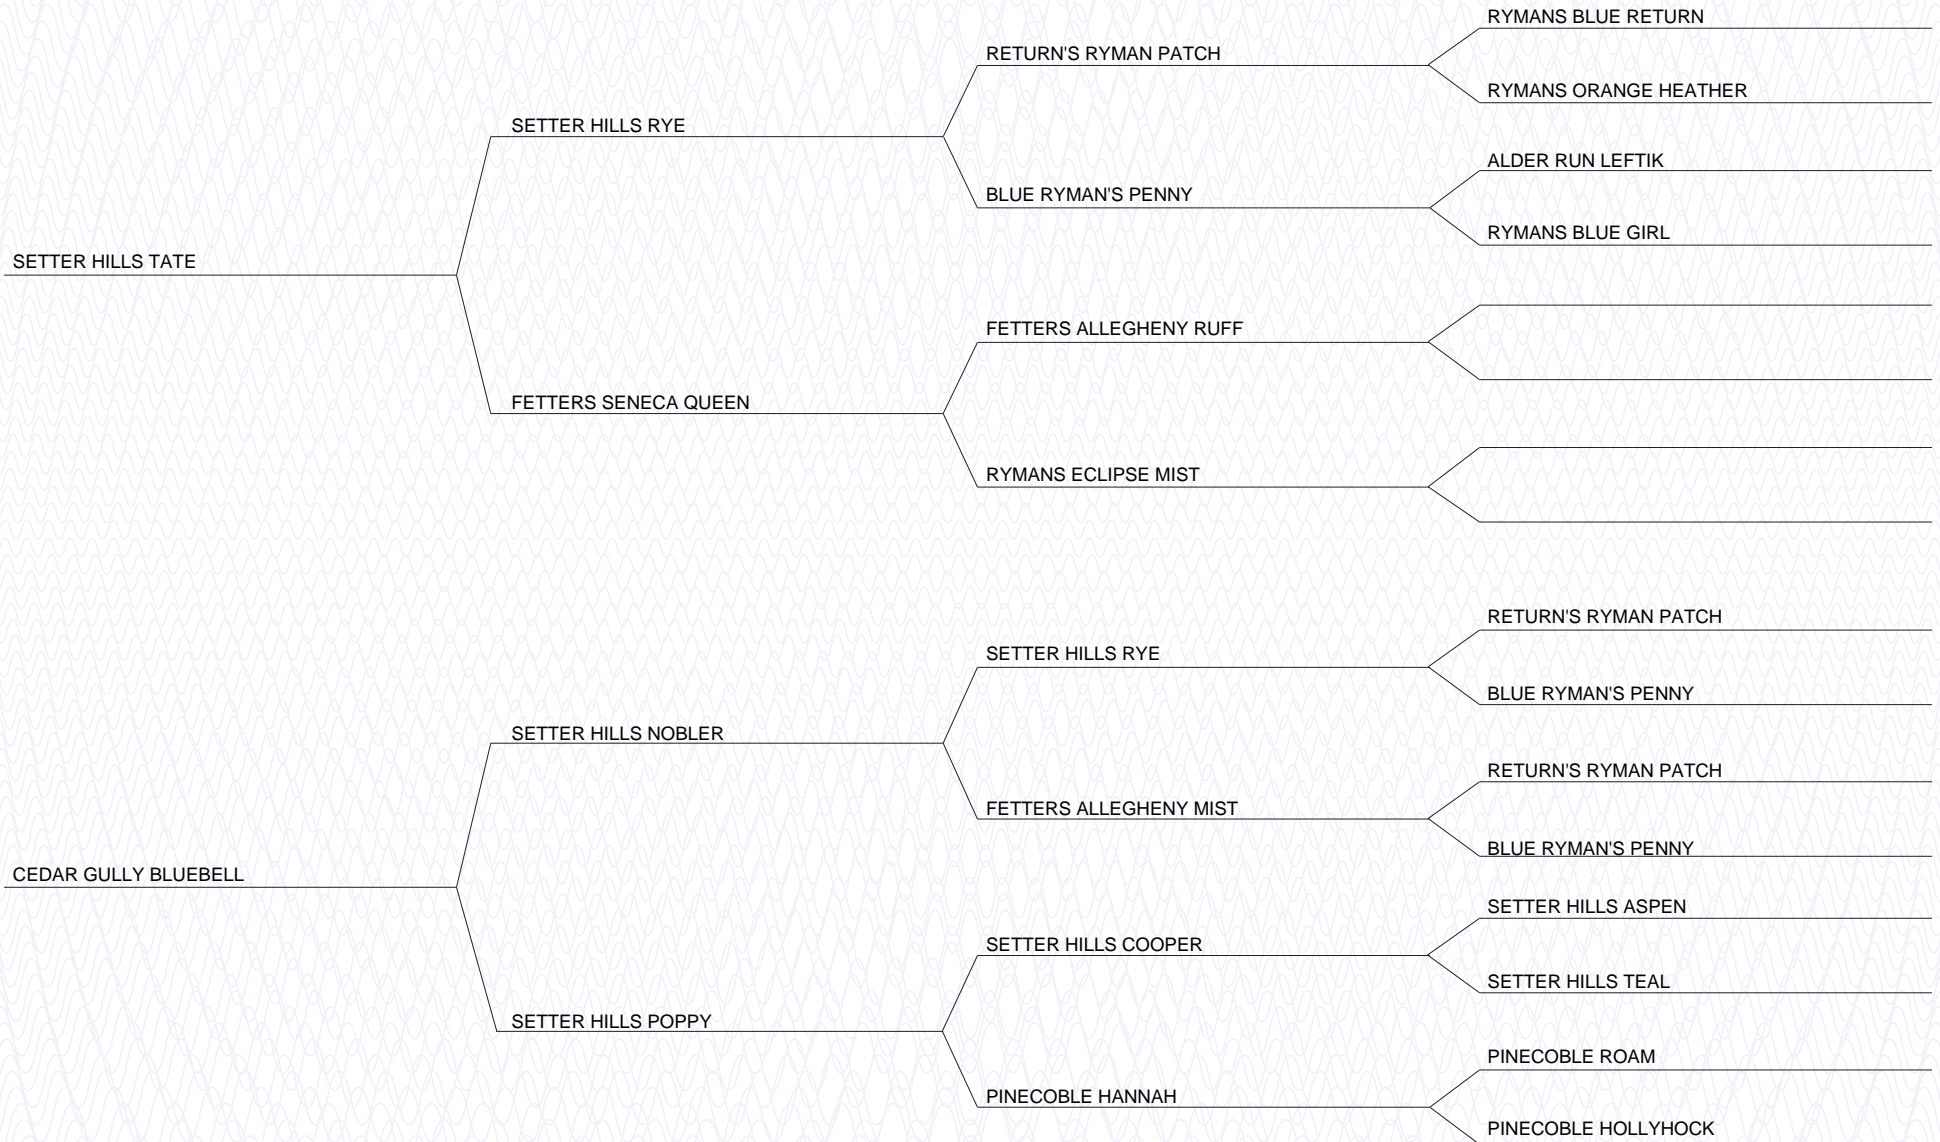 RYMANS BLUE RETURN
RETURN'S RYMAN PATCH
RYMANS ORANGE HEATHER
SETTER HILLS RYE
ALDER RUN LEFTIK
BLUE RYMAN'S PENNY
RYMANS BLUE GIRL
SETTER HILLS TATE
FETTERS ALLEGHENY RUFF
FETTERS SENECA QUEEN
RYMANS ECLIPSE MIST
RETURN'S RYMAN PATCH
SETTER HILLS RYE
BLUE RYMAN'S PENNY
SETTER HILLS NOBLER
RETURN'S RYMAN PATCH
FETTERS ALLEGHENY MIST
BLUE RYMAN'S PENNY
CEDAR GULLY BLUEBELL
SETTER HILLS ASPEN
SETTER HILLS COOPER
SETTER HILLS TEAL
SETTER HILLS POPPY
PINECOBLE ROAM
PINECOBLE HANNAH
PINECOBLE HOLLYHOCK